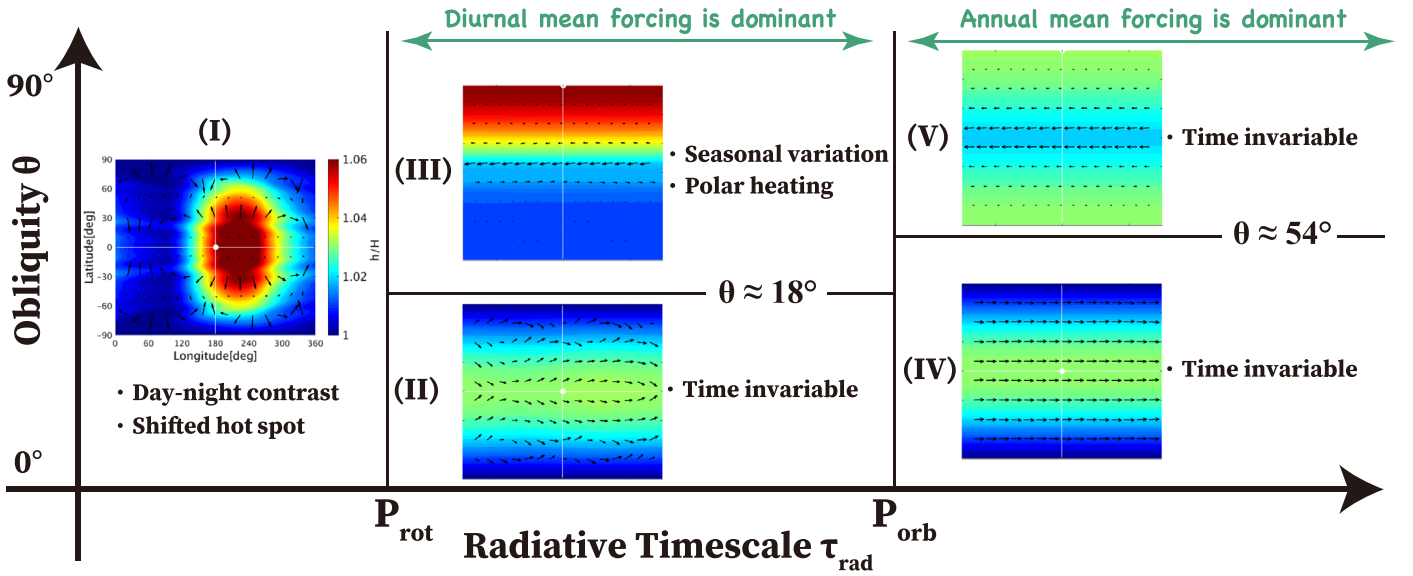 Diurnal mean forcing is dominant
Annual mean forcing is dominant
90°
Obliquity θ
0°
(I)
90
60
30
0
-30
-60
-90
Latitude[deg]
0 60 120 180 240 300 360
Longitude[deg]
1.06
1.04
1.02
1
h/H
· Day-night contrast
· Shifted hot spot
(III)
· Seasonal variation
· Polar heating
θ ≈ 18°
(II)
· Time invariable
(V)
· Time invariable
θ ≈ 54°
(IV)
· Time invariable
Prot
Porb
Radiative Timescale τrad